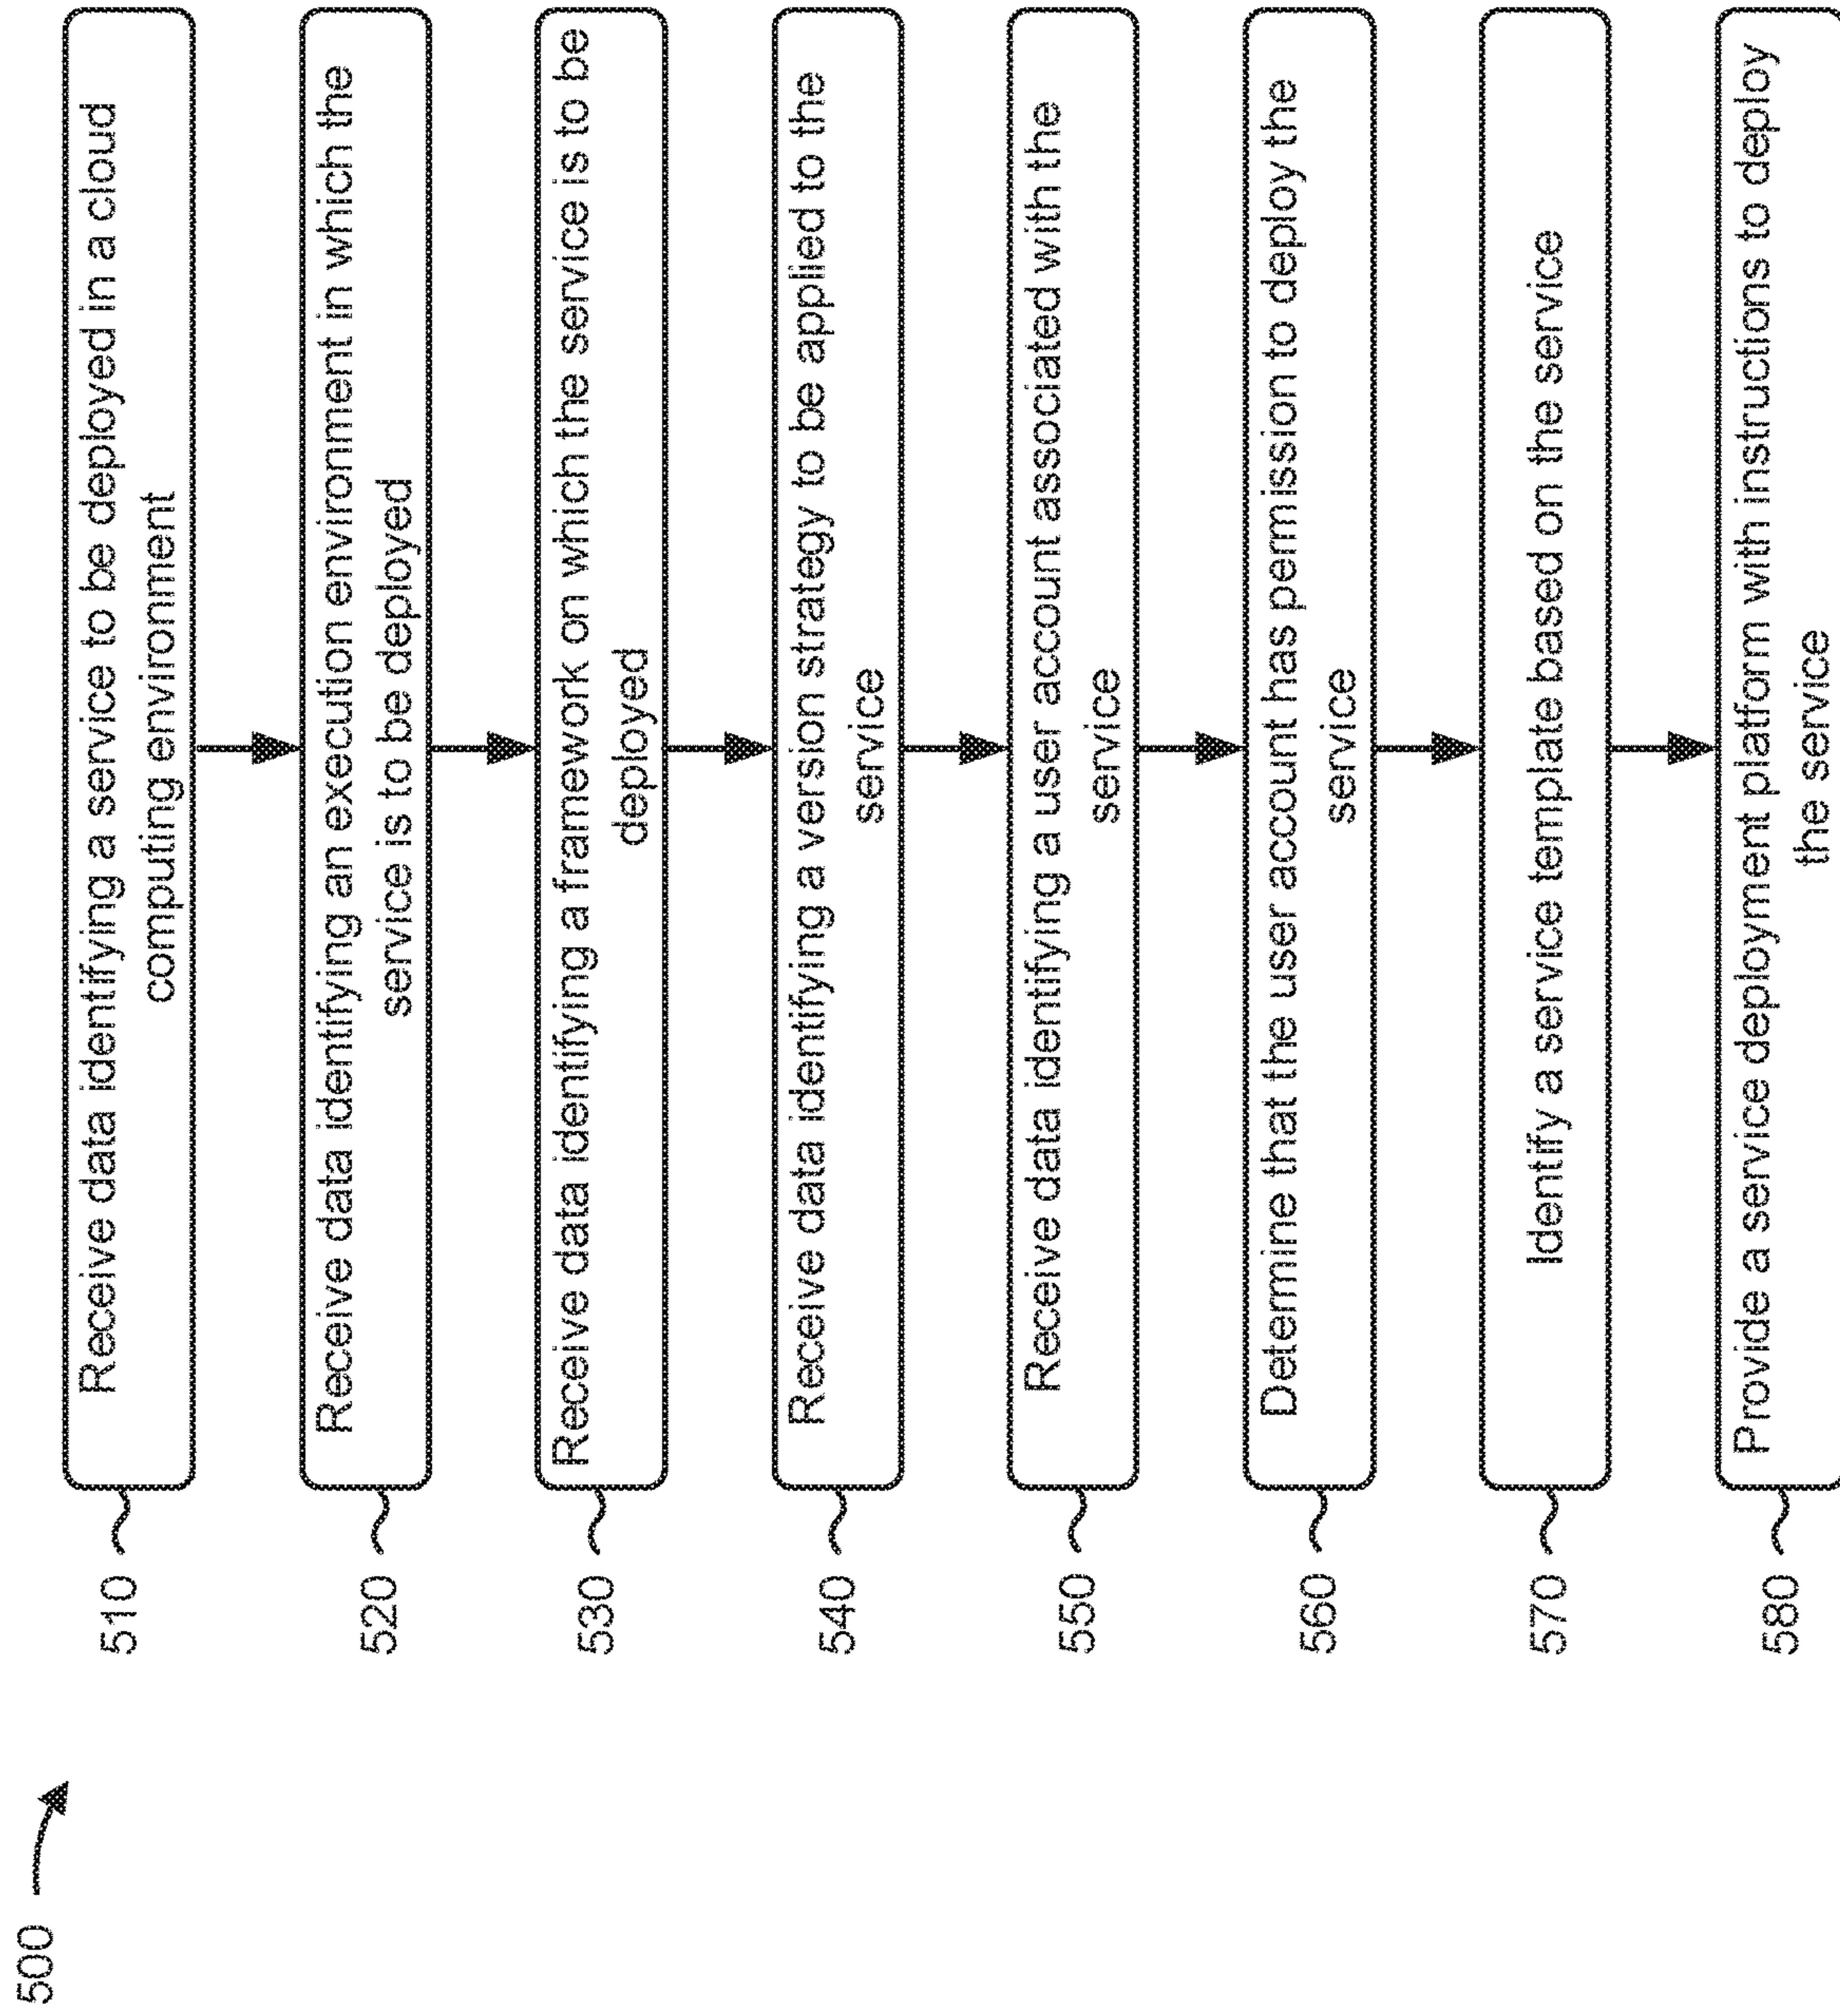 500
510
Receive data identifying a service to be deployed in a cloud
computing environment
520
Receive data identifying an execution environment in which the
service is to be deployed
530
Receive data identifying a framework on which the service is to be
deployed
540
Receive data identifying a version strategy to be applied to the
service
550
Receive data identifying a user account associated with the
service
560
Determine that the user account has permission to deploy the
service
570
Identify a service template based on the service
580
Provide a service deployment platform with instructions to deploy
the service